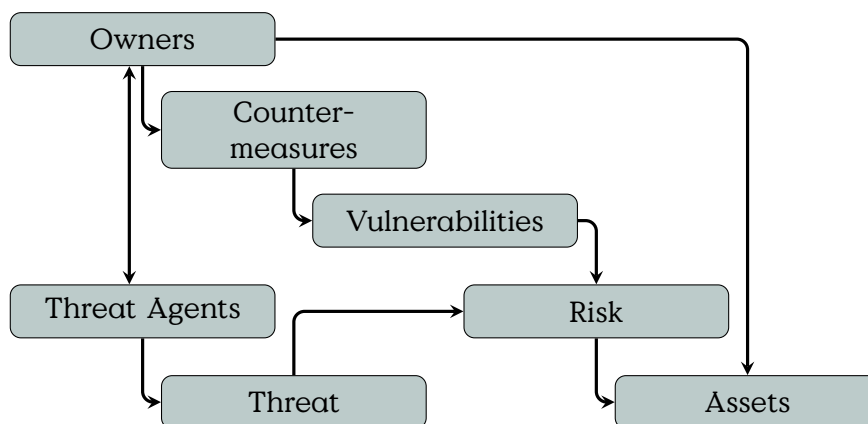 Owners
Counter-
measures
Vulnerabilities
Threat Agents
Risk
Threat
Assets